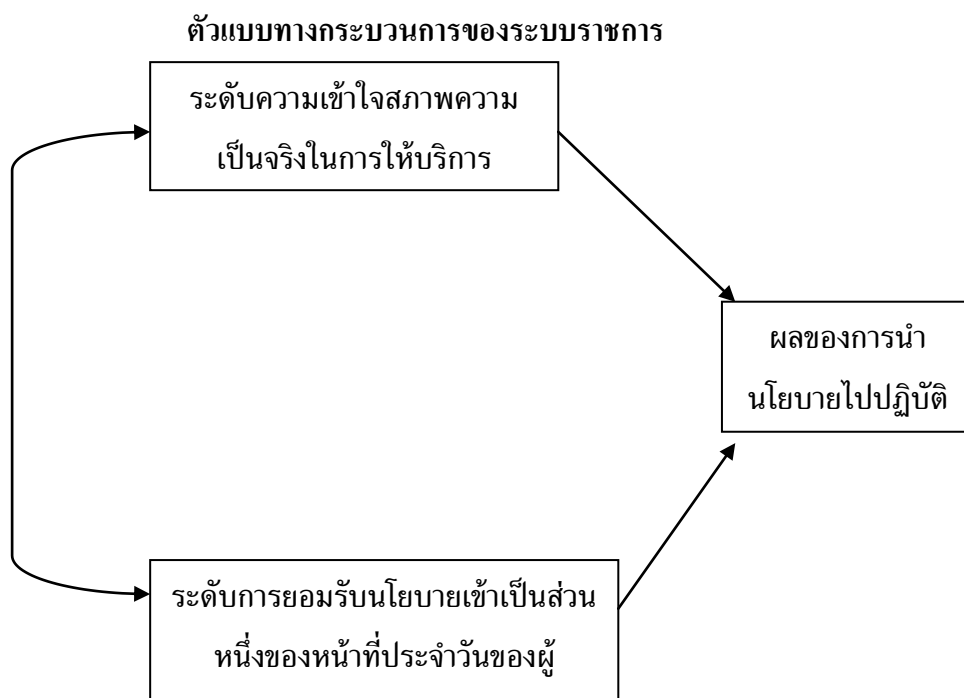 ตัวแบบทางกระบวนการของระบบราชการ
ระดับความเข้าใจสภาพความ
เป็นจริงในการให้บริการ
ผลของการนำ
นโยบายไปปฏิบัติ
ระดับการยอมรับนโยบายเข้าเป็นส่วน
หนึ่งของหน้าที่ประจำวันของผู้